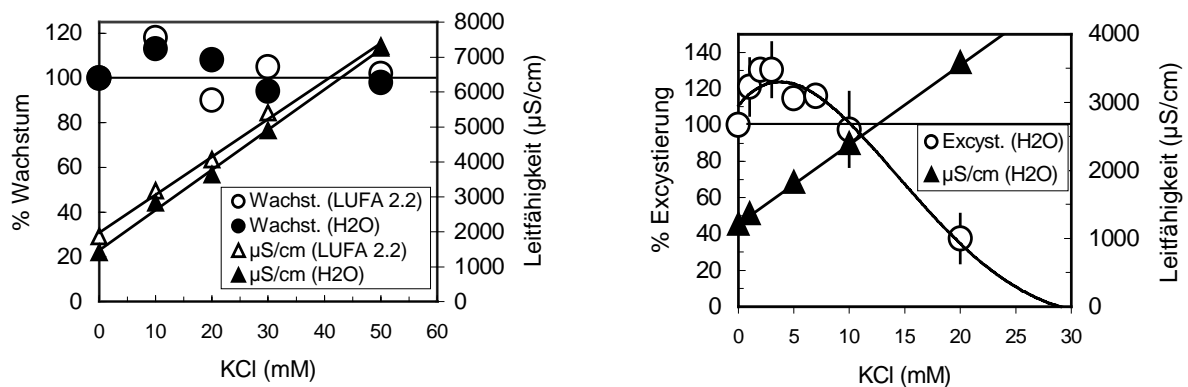 % Wachstum
120
100
80
60
40
20
0
8000
7000
6000
5000
4000
3000
2000
1000
0
Leitfähigkeit (µS/cm)
Wachst. (LUFA 2.2)
Wachst. (H2O)
µS/cm (LUFA 2.2)
µS/cm (H2O)
0 10 20 30 40 50 60
KCl (mM)
% Excystierung
140
120
100
80
60
40
20
0
4000
3000
2000
1000
0
Leitfähigkeit (µS/cm)
Excyst. (H2O)
µS/cm (H2O)
0 5 10 15 20 25 30
KCl (mM)